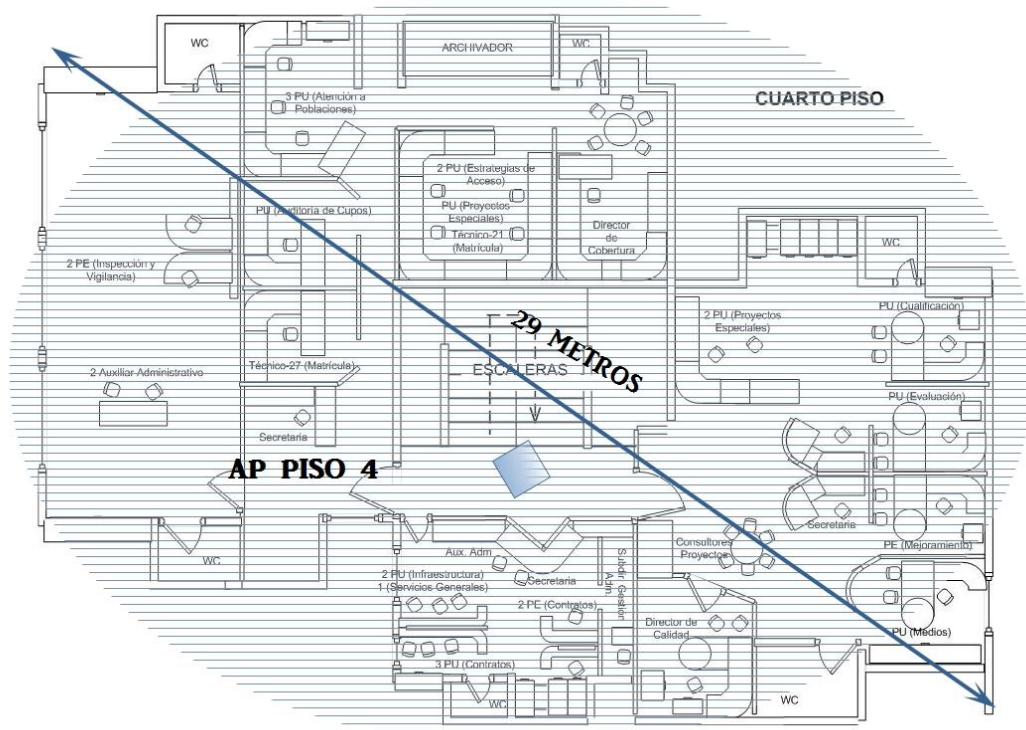 WC
ARCHIVADOR
WC
3 PU (Atención a
Poblaciones)
CUARTO PISO
2 PU (Estrategias de
Acceso)
PU (Proyectos
Especiales)
Técnico-21
(Matrícula)
PU (Auditoría de Cupos)
Director
de
Cobertura
WC
2 PE (Inspección y
Vigilancia)
PU (Cualificación)
2 PU (Proyectos
Especiales)
29 METROS
ESCALERAS
Técnico-27 (Matrícula)
2 Auxiliar Administrativo
PU (Evaluación)
Secretaria
AP PISO 4
Secretaria
Consultores
Proyectos
PE (Mejoramiento)
WC
Aux. Adm
2 PU (Infraestructura)
1 (Servicios Generales)
Secretaria
Subdir. Gestión
Adm.
2 PE (Contratos)
Director de
Calidad
PU (Medios)
3 PU (Contratos)
WC
WC